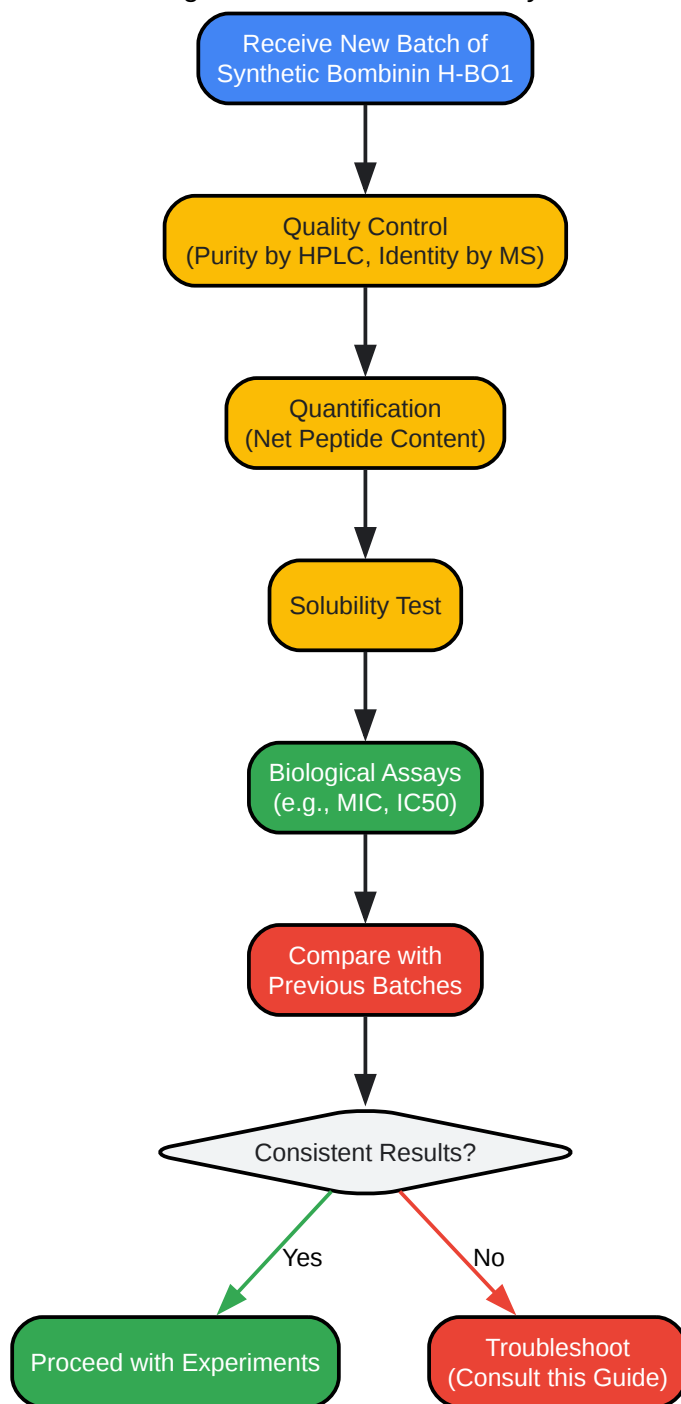 Receive New Batch of
Synthetic Bombinin H-BO1
Quality Control
(Purity by HPLC, Identity by MS)
Quantification
(Net Peptide Content)
Solubility Test
Biological Assays
(e.g., MIC, IC50)
Compare with
Previous Batches
Consistent Results?
Yes
No
Proceed with Experiments
Troubleshoot
(Consult this Guide)